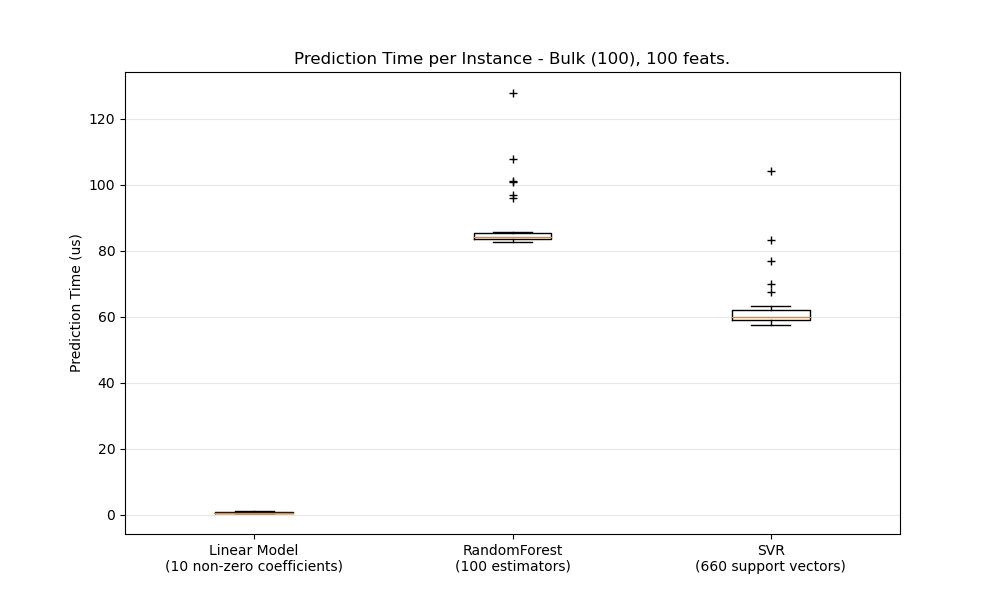 Prediction Time per Instance - Bulk (100), 100 feats.
Prediction Time (us)
120
100
80
60
40
20
0
Linear Model
(10 non-zero coefficients)
RandomForest
(100 estimators)
SVR
(660 support vectors)